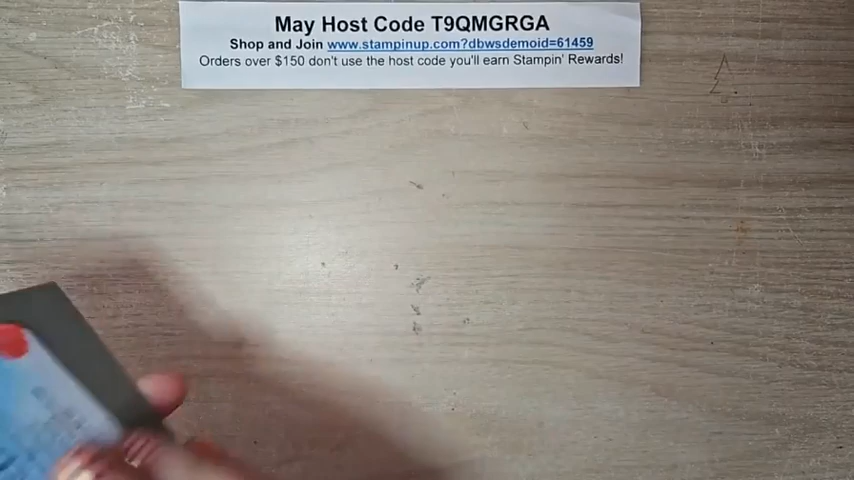 May Host Code T9QMGRGA
Shop and Join www.stampinup.com?dbwsdemoid=61459
Orders over $150 don't use the host code you'll earn Stampin' Rewards!